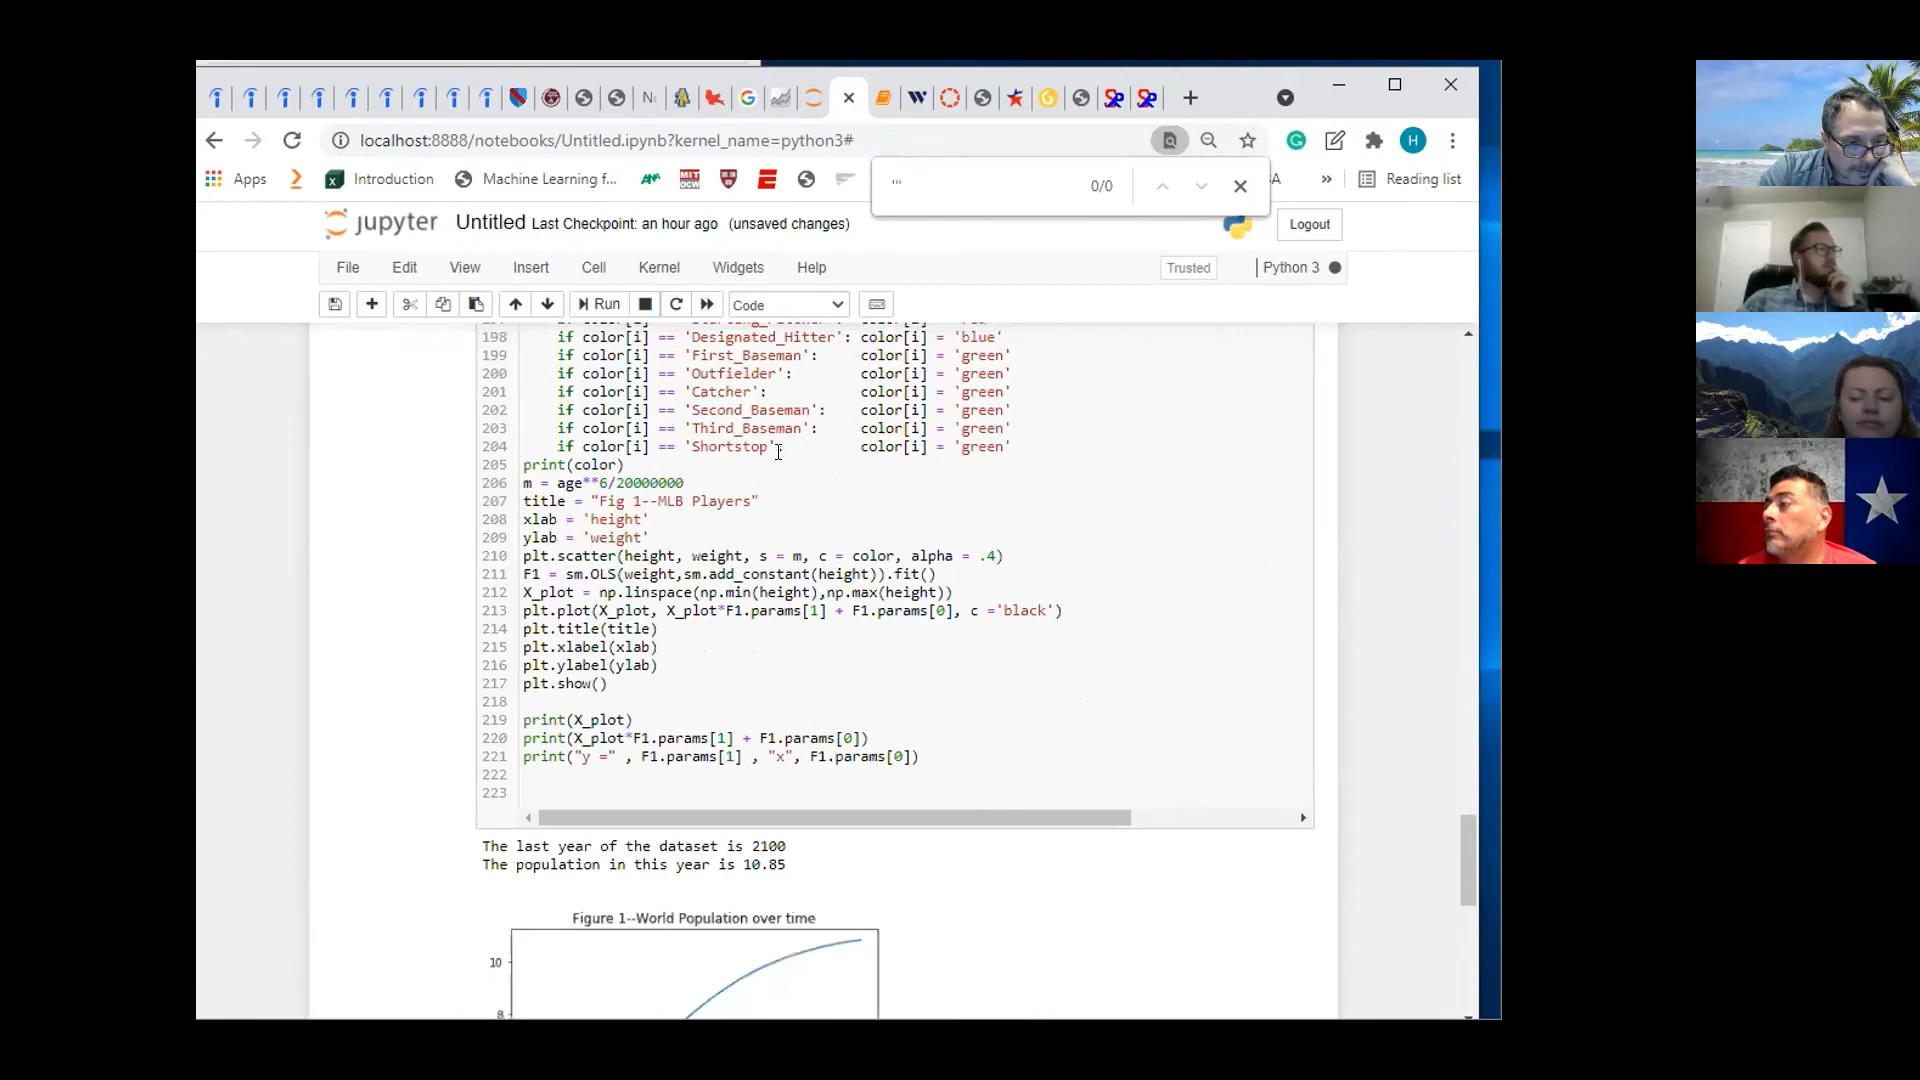 localhost:8888/notebooks/Untitled.ipynb?kernel_name=python3#
H
Apps
Introduction
Machine Learning f...
MIT OCW
Reading list
''' 0/0
jupyter Untitled Last Checkpoint: an hour ago (unsaved changes)
Logout
File Edit View Insert Cell Kernel Widgets Help
Trusted
Python 3
Run
Code
198 if color[i] == 'Designated_Hitter': color[i] = 'blue'
199 if color[i] == 'First_Baseman': color[i] = 'green'
200 if color[i] == 'Outfielder': color[i] = 'green'
201 if color[i] == 'Catcher': color[i] = 'green'
202 if color[i] == 'Second_Baseman': color[i] = 'green'
203 if color[i] == 'Third_Baseman': color[i] = 'green'
204 if color[i] == 'Shortstop': color[i] = 'green'
205 print(color)
206 m = age**6/20000000
207 title = "Fig 1--MLB Players"
208 xlab = 'height'
209 ylab = 'weight'
210 plt.scatter(height, weight, s = m, c = color, alpha = .4)
211 F1 = sm.OLS(weight,sm.add_constant(height)).fit()
212 X_plot = np.linspace(np.min(height),np.max(height))
213 plt.plot(X_plot, X_plot*F1.params[1] + F1.params[0], c ='black')
214 plt.title(title)
215 plt.xlabel(xlab)
216 plt.ylabel(ylab)
217 plt.show()
218
219 print(X_plot)
220 print(X_plot*F1.params[1] + F1.params[0])
221 print("y =" , F1.params[1] , "x", F1.params[0])
222
223
The last year of the dataset is 2100
The population in this year is 10.85
Figure 1--World Population over time
10
8